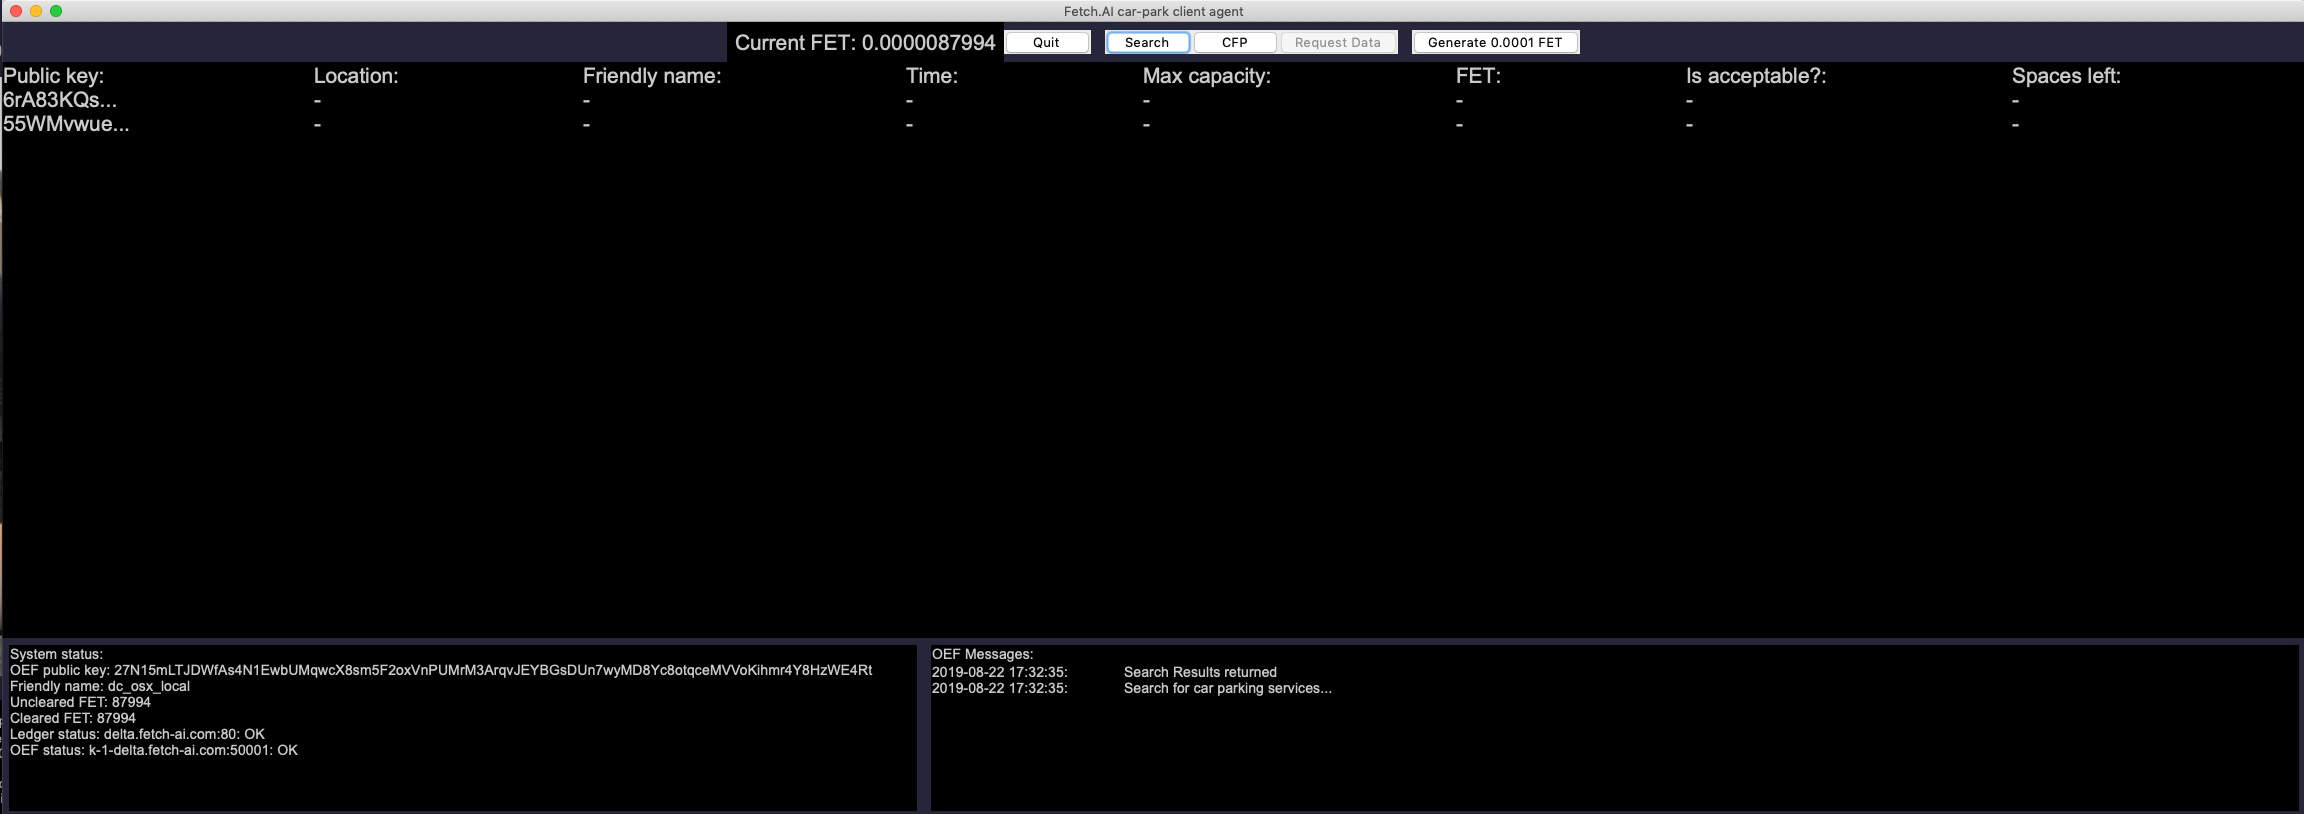 Fetch.AI car-park client agent
Current FET: 0.0000087994 Quit Search CFP Request Data Generate 0.0001 FET
Public key: Location: Friendly name: Time: Max capacity: FET: Is acceptable?: Spaces left:
6rA83KQs... - - - - - - -
55WMvwue... - - - - - - -
System status:
OEF public key: 27N15mLTJDWfAs4N1EwbUMqwcX8sm5F2oxVnPUMrM3ArqvJEYBGsDUn7wyMD8Yc8otqceMVVoKihmr4Y8HzWE4Rt
Friendly name: dc_osx_local
Uncleared FET: 87994
Cleared FET: 87994
Ledger status: delta.fetch-ai.com:80: OK
OEF status: k-1-delta.fetch-ai.com:50001: OK
OEF Messages:
2019-08-22 17:32:35: Search Results returned
2019-08-22 17:32:35: Search for car parking services...